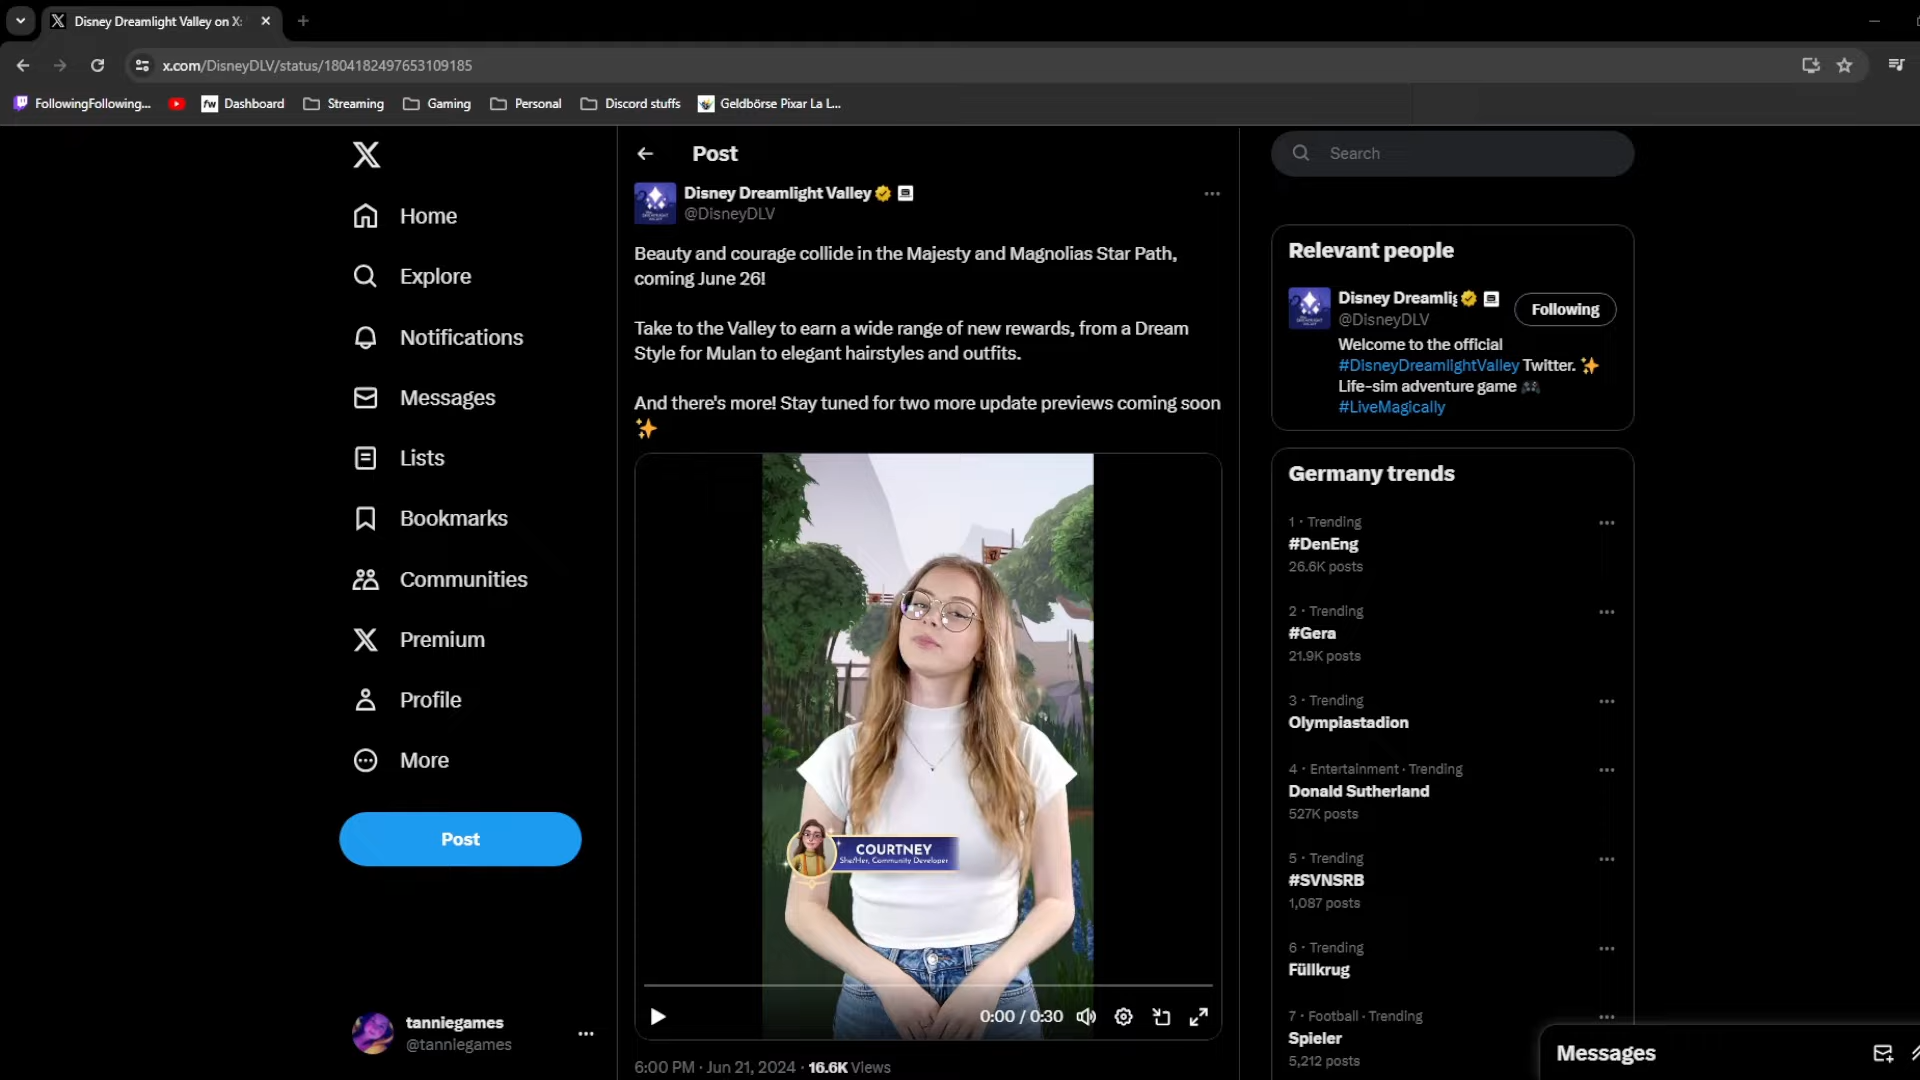 Disney Dreamlight Valley on X:
x.com/DisneyDLV/status/1804182497653109185
FollowingFollowing...
fw Dashboard
Streaming
Gaming
Personal
Discord stuffs
Geldbörse Pixar La L...
Home
Explore
Notifications
Messages
Lists
Bookmarks
Communities
Premium
Profile
More
Post
tanniegames
@tanniegames
Post
Disney Dreamlight Valley
@DisneyDLV
Beauty and courage collide in the Majesty and Magnolias Star Path,
coming June 26!
Take to the Valley to earn a wide range of new rewards, from a Dream
Style for Mulan to elegant hairstyles and outfits.
And there's more! Stay tuned for two more update previews coming soon
✨
COURTNEY
She/Her, Community Developer
0:00 / 0:30
6:00 PM · Jun 21, 2024 · 16.6K Views
Search
Relevant people
Disney Dreamlig
@DisneyDLV
Following
Welcome to the official
#DisneyDreamlightValley Twitter. ✨
Life-sim adventure game 🎮
#LiveMagically
Germany trends
1 · Trending
#DenEng
26.6K posts
2 · Trending
#Gera
21.9K posts
3 · Trending
Olympiastadion
4 · Entertainment · Trending
Donald Sutherland
527K posts
5 · Trending
#SVNSRB
1,087 posts
6 · Trending
Füllkrug
7 · Football · Trending
Spieler
5,212 posts
Messages